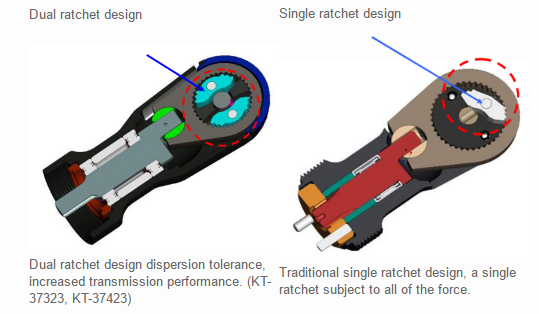 Dual ratchet design
Single ratchet design
Dual ratchet design dispersion tolerance,
increased transmission performance. (KT-
37323, KT-37423)
Traditional single ratchet design, a single
ratchet subject to all of the force.